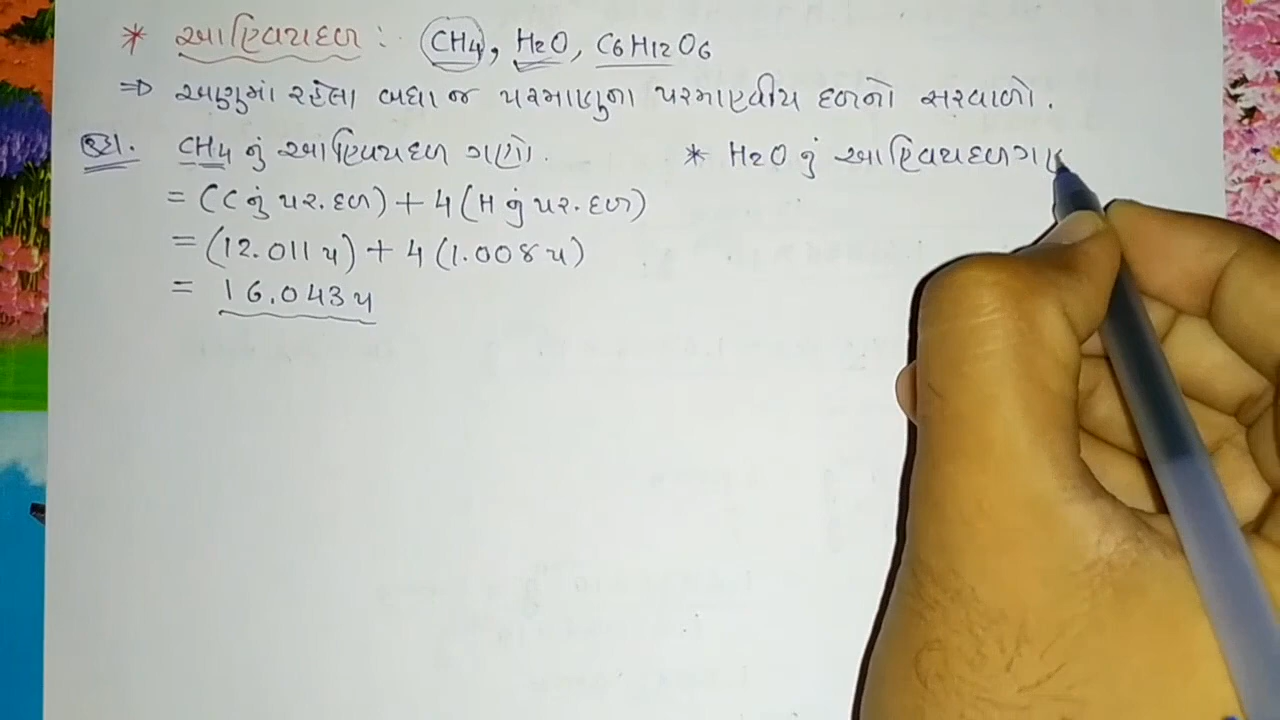 * આણ્વિયદળ : CH4, H2O, C6H12O6
⇒ અણુમાં રહેલા બધા જ પરમાણુના પરમાણ્વીય દળનો સરવાળો.
ઉદા. CH4 નું આણ્વિયદળ ગણો.
= (C નું પર. દળ) + 4 (H નું પર. દળ)
= (12.011 u) + 4 (1.008 u)
= 16.043 u
* H2O નું આણ્વિયદળ